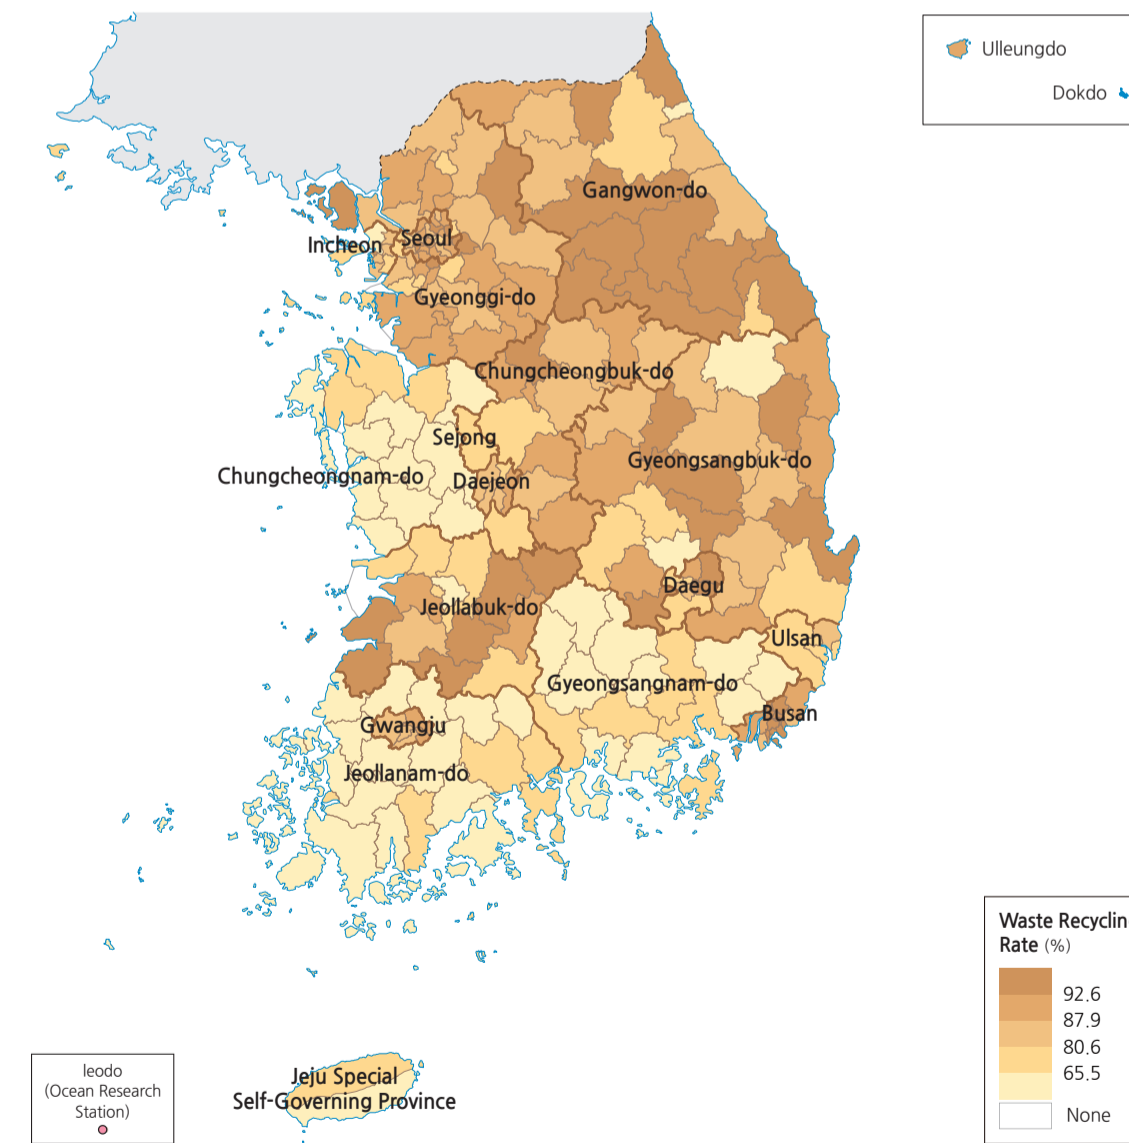 Ulleungdo
Dokdo
Gangwon-do
Incheon
Seoul
Gyeonggi-do
Chungcheongbuk-do
Sejong
Gyeongsangbuk-do
Chungcheongnam-do
Daejeon
Daegu
Jeollabuk-do
Ulsan
Gyeongsangnam-do
Busan
Gwangju
Jeollanam-do
Waste Recyclin
Rate (%)
92.6
87.9
80.6
65.5
None
Ieodo
(Ocean Research
Station)
Jeju Special
Self-Governing Province